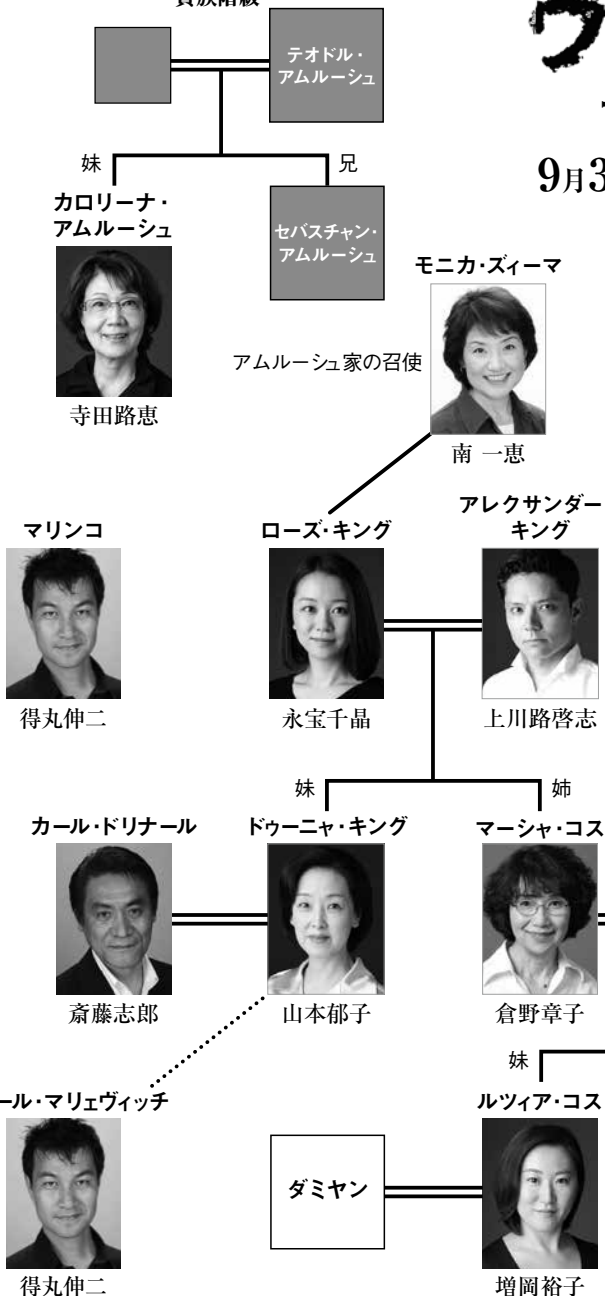 貴族階級
ワ
9月3
テオドル・
アムルーシュ
妹
兄
カロリーナ・
アムルーシュ
寺田路恵
セバスチャン・
アムルーシュ
モニカ・ズィーマ
アムルーシュ家の召使
南 一恵
マリンコ
得丸伸二
ローズ・キング
永宝千晶
アレクサンダー
キング
上川路啓志
妹
姉
カール・ドリナール
斎藤志郎
ドゥーニャ・キング
山本郁子
マーシャ・コス
倉野章子
妹
ール・マリェヴィッチ
得丸伸二
ダミヤン
ルツィア・コス
増岡裕子